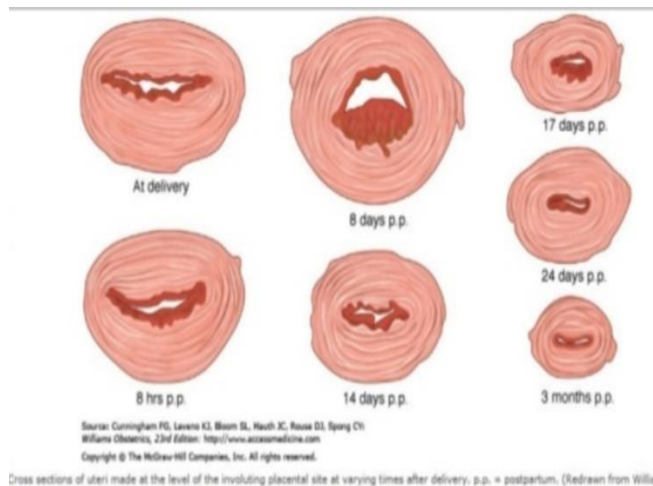 17 days p.p.
At delivery
8 days p.p.
24 days p.p.
8 hrs p.p.
14 days p.p.
3 months p.p.
Source: Cunningham FG, Leveno KJ, Bloom SL, Hauth JC, Rouse DJ, Spong CY:
Williams Obstetrics, 23rd Edition: http://www.accessmedicine.com
Copyright © The McGraw-Hill Companies, Inc. All rights reserved.
Cross sections of uteri made at the level of the involuting placental site at varying times after delivery. p.p. = postpartum. (Redrawn from Willia